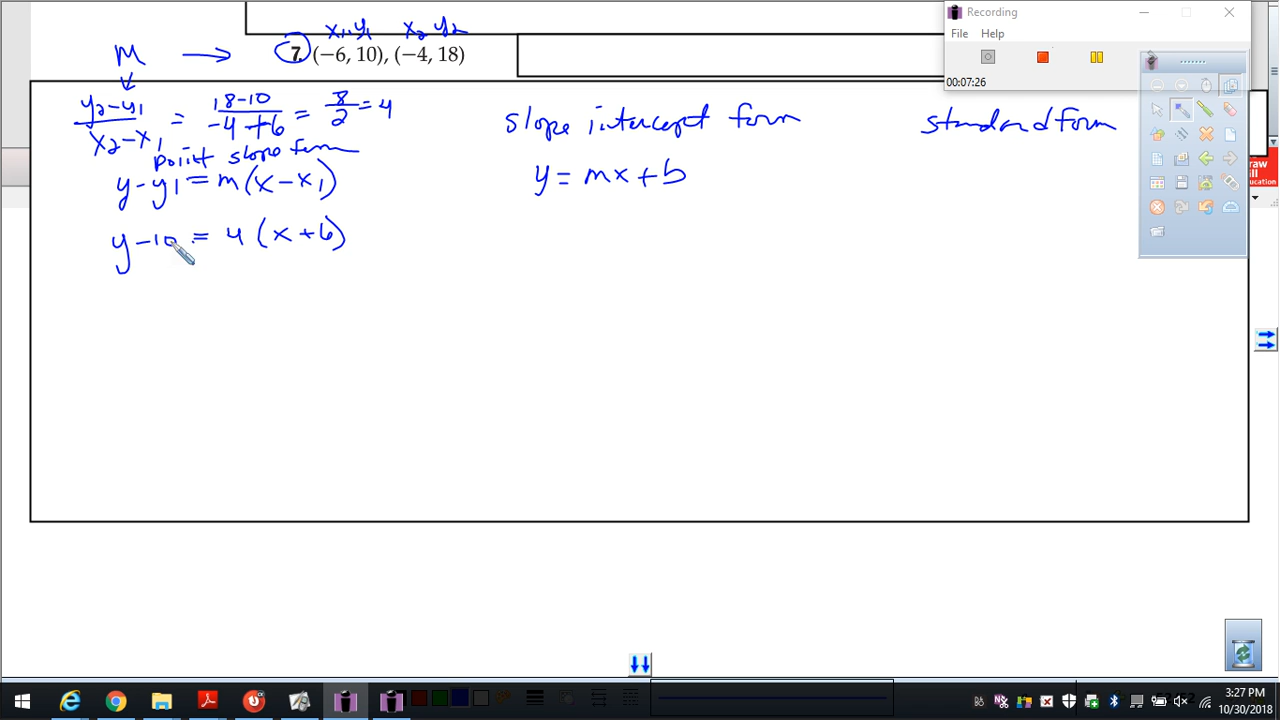 Recording
File Help
00:07:26
x1, y1 x2 y2
M → 7. (−6, 10), (−4, 18)
y2−y1 / x2−x1 = 18−10 / −4+6 = 8/2 = 4
slope intercept form
standard form
point slope form
y−y1 = m(x−x1)
y = mx+b
y−10 = 4(x+6)
3:27 PM
10/30/2018